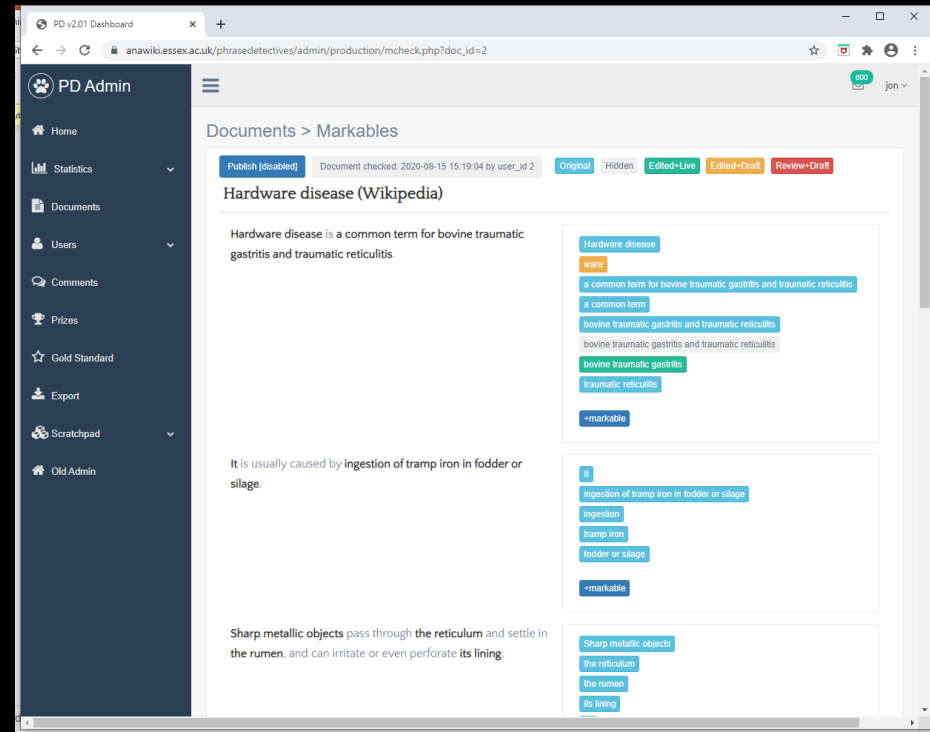 PD v2.01 Dashboard
anawiki.essex.ac.uk/phrasedetectives/admin/production/mcheck.php?doc_id=2
PD Admin
600
jon
Home
Statistics
Documents
Users
Comments
Prizes
Gold Standard
Export
Scratchpad
Old Admin
Documents > Markables
Publish [disabled]
Document checked: 2020-08-15 15:19:04 by user_id 2
Original
Hidden
Edited+Live
Edited+Draft
Review+Draft
Hardware disease (Wikipedia)
Hardware disease is a common term for bovine traumatic
gastritis and traumatic reticulitis.
Hardware disease
ware
a common term for bovine traumatic gastritis and traumatic reticulitis
a common term
bovine traumatic gastritis and traumatic reticulitis
bovine traumatic gastritis and traumatic reticulitis
bovine traumatic gastritis
traumatic reticulitis
+markable
It is usually caused by ingestion of tramp iron in fodder or
silage.
It
ingestion of tramp iron in fodder or silage
ingestion
tramp iron
fodder or silage
+markable
Sharp metallic objects pass through the reticulum and settle in
the rumen, and can irritate or even perforate its lining.
Sharp metallic objects
the reticulum
the rumen
its lining